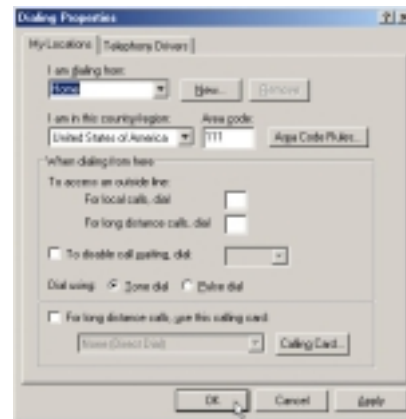 Dialing Properties
My Locations
Telephony Drivers
I am dialing from:
Home
New...
Remove
I am in this country/region:
Area code:
United States of America
111
Area Code Rules...
When dialing from here
To access an outside line:
For local calls, dial
For long distance calls, dial
To disable call waiting, dial:
Dial using:
Tone dial
Pulse dial
For long distance calls, use this calling card:
None (Direct Dial)
Calling Card...
OK
Cancel
Apply